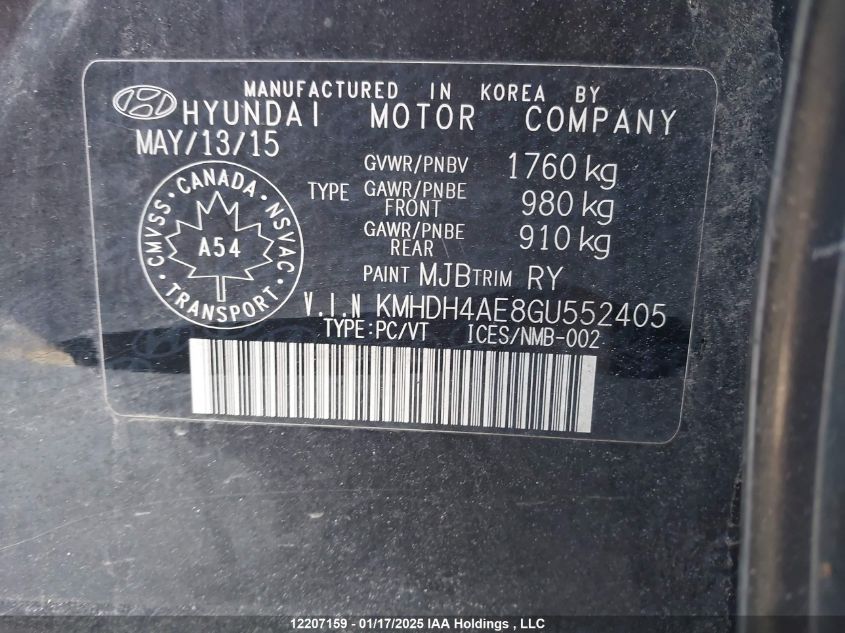 MANUFACTURED IN KOREA BY
HYUNDAI MOTOR COMPANY
MAY/13/15
GVWR/PNBV 1760 kg
TYPE GAWR/PNBE FRONT 980 kg
GAWR/PNBE REAR 910 kg
PAINT MJB TRIM RY
CANADA
CMVSS · NSVAC
A54
TRANSPORT
V.I.N KMHDH4AE8GU552405
TYPE:PC/VT ICES/NMB-002
12207159 - 01/17/2025 IAA Holdings , LLC